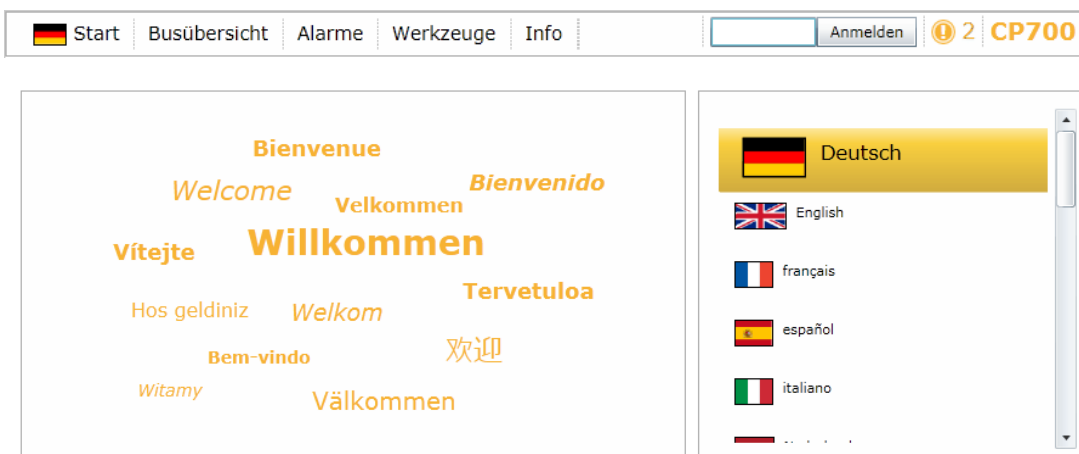 Start Busübersicht Alarme Werkzeuge Info Anmelden 2 CP700
Bienvenue
Welcome
Bienvenido
Velkommen
Willkommen
Vítejte
Tervetuloa
Hos geldiniz
Welkom
Bem-vindo
欢迎
Witamy
Välkommen
Deutsch
English
français
español
italiano